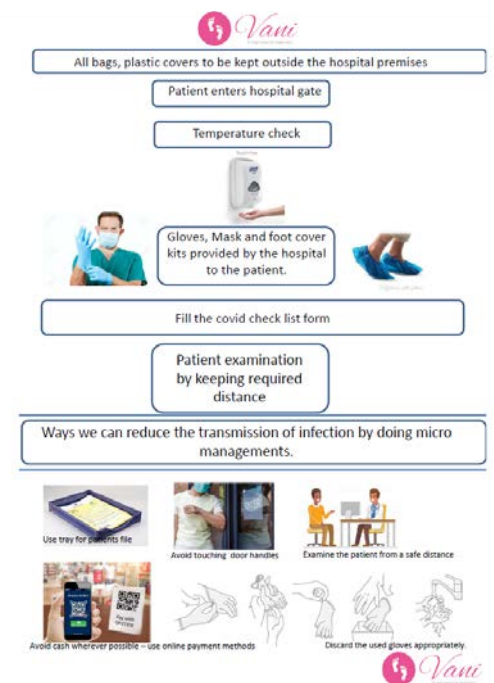 Vani
All bags, plastic covers to be kept outside the hospital premises
Patient enters hospital gate
Temperature check
Gloves, Mask and foot cover
kits provided by the hospital
to the patient.
Fill the covid check list form
Patient examination
by keeping required
distance
Ways we can reduce the transmission of infection by doing micro
managements.
Use tray for patients file
Avoid touching door handles
Examine the patient from a safe distance
Avoid cash wherever possible – use online payment methods
Discard the used gloves appropriately.
Vani